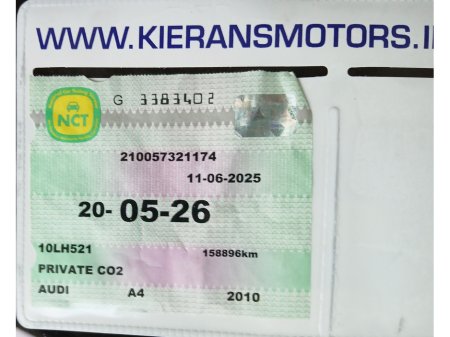 WWW.KIERANSMOTORS.I
NCT
G 3383402
210057321174
11-06-2025
20- 05-26
10LH521
158896km
PRIVATE CO2
AUDI A4 2010